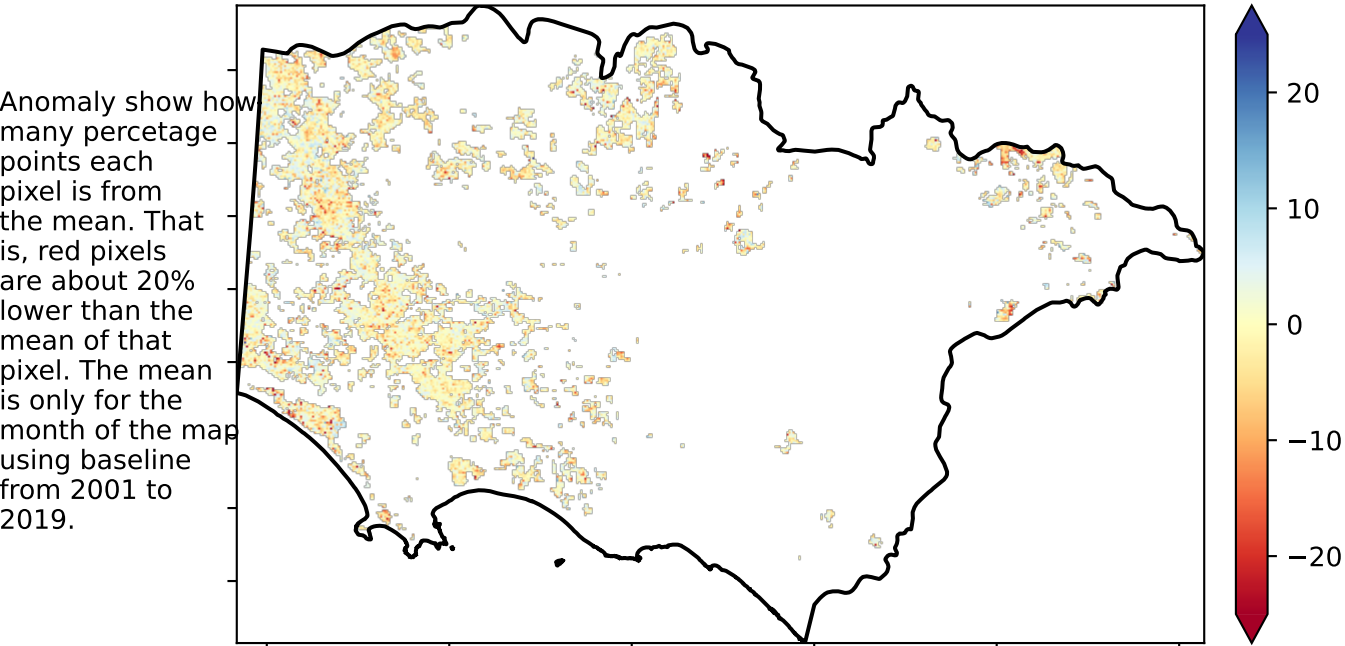 Anomaly show how
many percetage
points each
pixel is from
the mean. That
is, red pixels
are about 20%
lower than the
mean of that
pixel. The mean
is only for the
month of the map
using baseline
from 2001 to
2019.
20
10
0
−10
−20